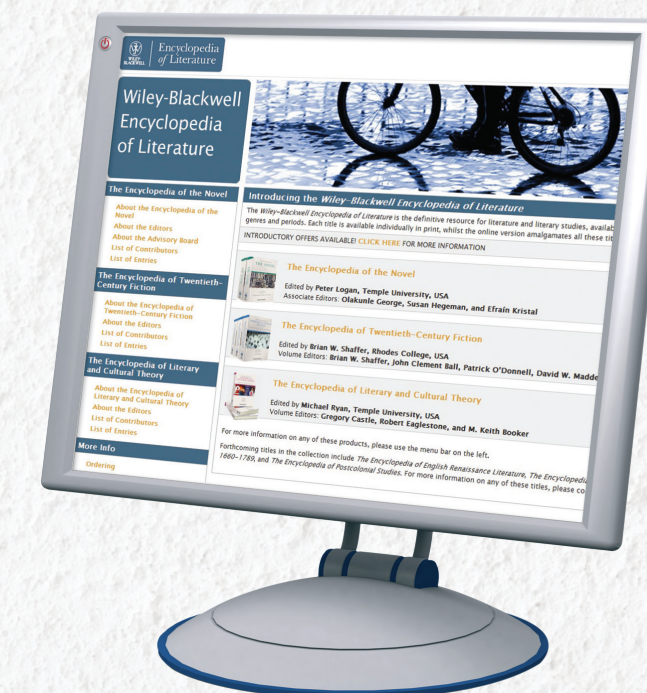 WILEY-BLACKWELL
Encyclopedia
of Literature
Wiley-Blackwell
Encyclopedia
of Literature
The Encyclopedia of the Novel
About the Encyclopedia of the
Novel
About the Editors
About the Advisory Board
List of Contributors
List of Entries
The Encyclopedia of Twentieth-
Century Fiction
About the Encyclopedia of
Twentieth-Century Fiction
About the Editors
List of Contributors
List of Entries
The Encyclopedia of Literary
and Cultural Theory
About the Encyclopedia of
Literary and Cultural Theory
About the Editors
List of Contributors
List of Entries
More Info
Ordering
Introducing the Wiley-Blackwell Encyclopedia of Literature
The Wiley-Blackwell Encyclopedia of Literature is the definitive resource for literature and literary studies, availab
genres and periods. Each title is available individually in print, whilst the online version amalgamates all these tit
INTRODUCTORY OFFERS AVAILABLE! CLICK HERE FOR MORE INFORMATION
The Encyclopedia of the Novel
Edited by Peter Logan, Temple University, USA
Associate Editors: Olakunle George, Susan Hegeman, and Efraín Kristal
The Encyclopedia of Twentieth-Century Fiction
Edited by Brian W. Shaffer, Rhodes College, USA
Volume Editors: Brian W. Shaffer, John Clement Ball, Patrick O'Donnell, David W. Madde
The Encyclopedia of Literary and Cultural Theory
Edited by Michael Ryan, Temple University, USA
Volume Editors: Gregory Castle, Robert Eaglestone, and M. Keith Booker
For more information on any of these products, please use the menu bar on the left.
Forthcoming titles in the collection include The Encyclopedia of English Renaissance Literature, The Encyclopedia
1660-1789, and The Encyclopedia of Postcolonial Studies. For more information on any of these titles, please co